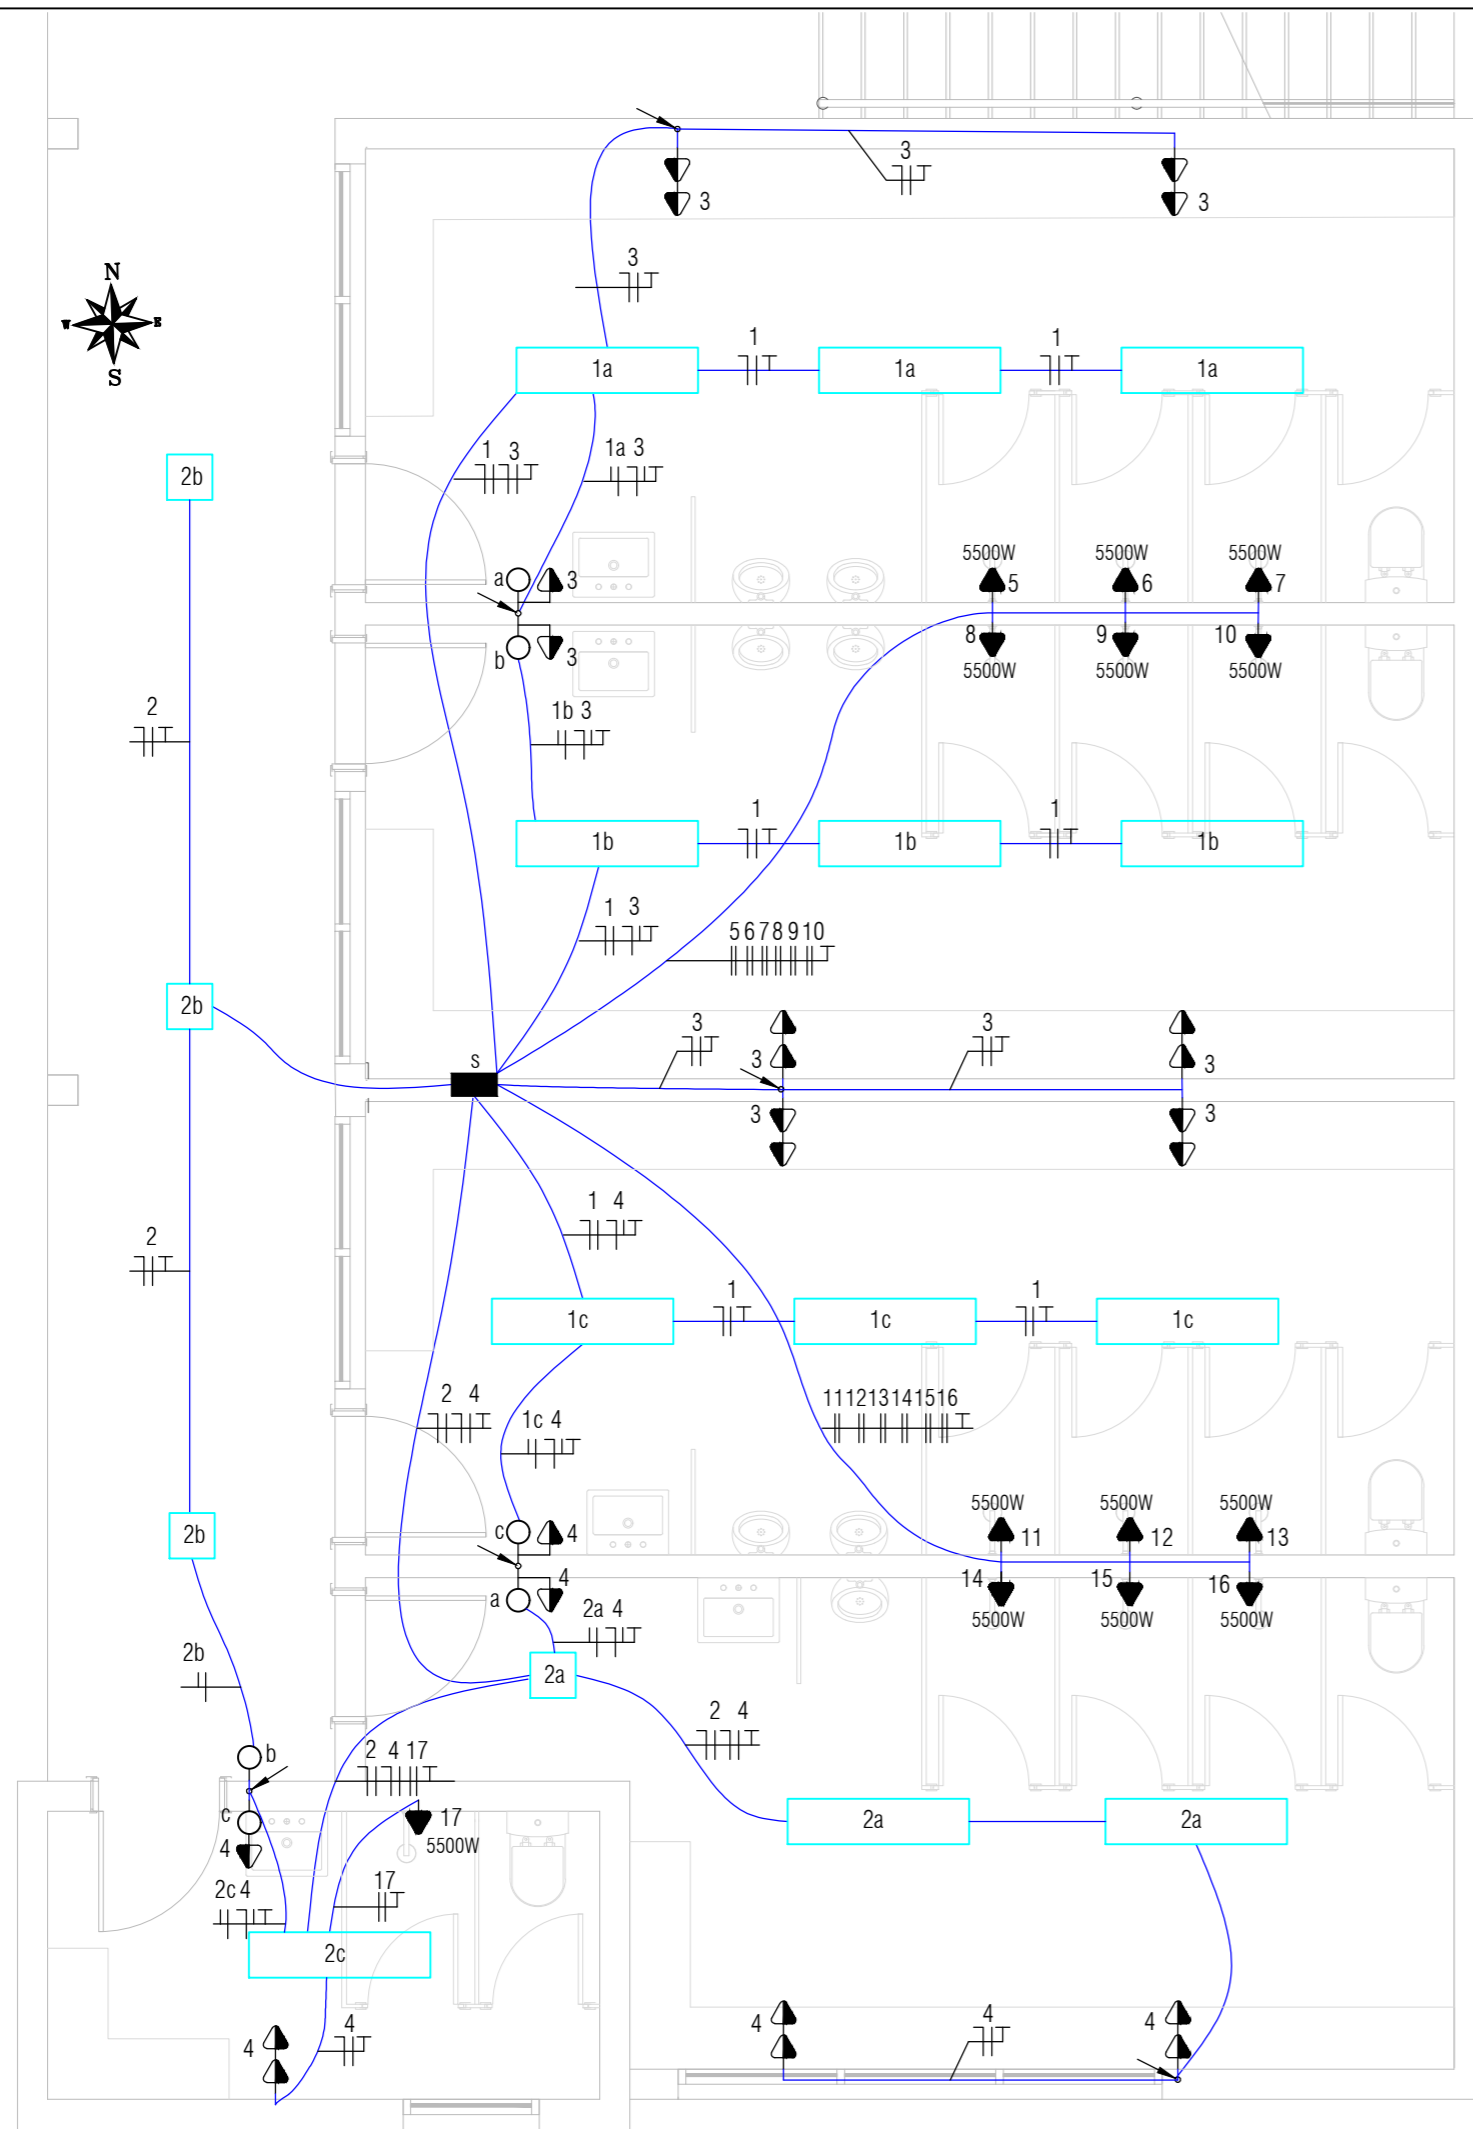 3
3 3
3
N
W E
S
1 1
1a 1a 1a
1 3 1a 3
2b
5500W 5500W 5500W
a 3 5 6 7
b 3 8 9 10
5500W 5500W 5500W
2
1b 3
1 1
1b 1b 1b
1 3
5 6 7 8 9 10
2b
3 3
s 3 3
3 3
1 4
2
1
1
1c 1c 1c
2 4
1c 4
11 12 13 14 15 16
5500W 5500W 5500W
2b c 4 11 12 13
a 4 14 15 16
5500W 5500W 5500W
2a 4
2b
2a
2 4
b
2 4 17
c 17
2a 2a
4 5500W
2c 4
17
2c
4 4 4
4
4